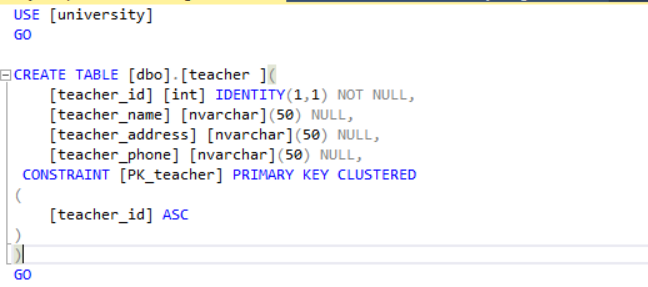 USE [university]
GO
CREATE TABLE [dbo].[teacher ](
[teacher_id] [int] IDENTITY(1,1) NOT NULL,
[teacher_name] [nvarchar](50) NULL,
[teacher_address] [nvarchar](50) NULL,
[teacher_phone] [nvarchar](50) NULL,
CONSTRAINT [PK_teacher] PRIMARY KEY CLUSTERED
(
[teacher_id] ASC
)
)
GO